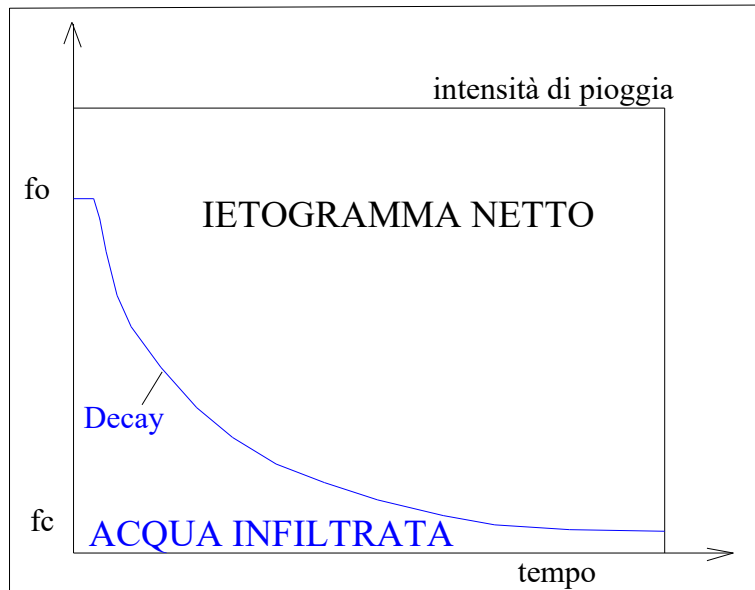 intensità di pioggia
fo
IETOGRAMMA NETTO
Decay
fc
ACQUA INFILTRATA
tempo